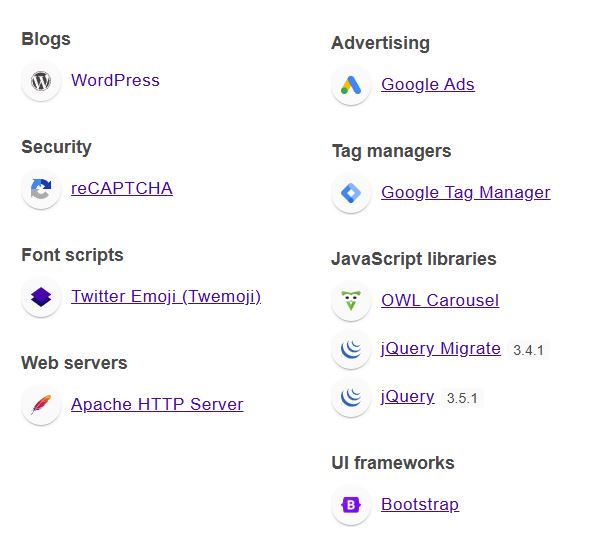 Blogs
WordPress
Security
reCAPTCHA
Font scripts
Twitter Emoji (Twemoji)
Web servers
Apache HTTP Server
Advertising
Google Ads
Tag managers
Google Tag Manager
JavaScript libraries
OWL Carousel
jQuery Migrate 3.4.1
jQuery 3.5.1
UI frameworks
B Bootstrap